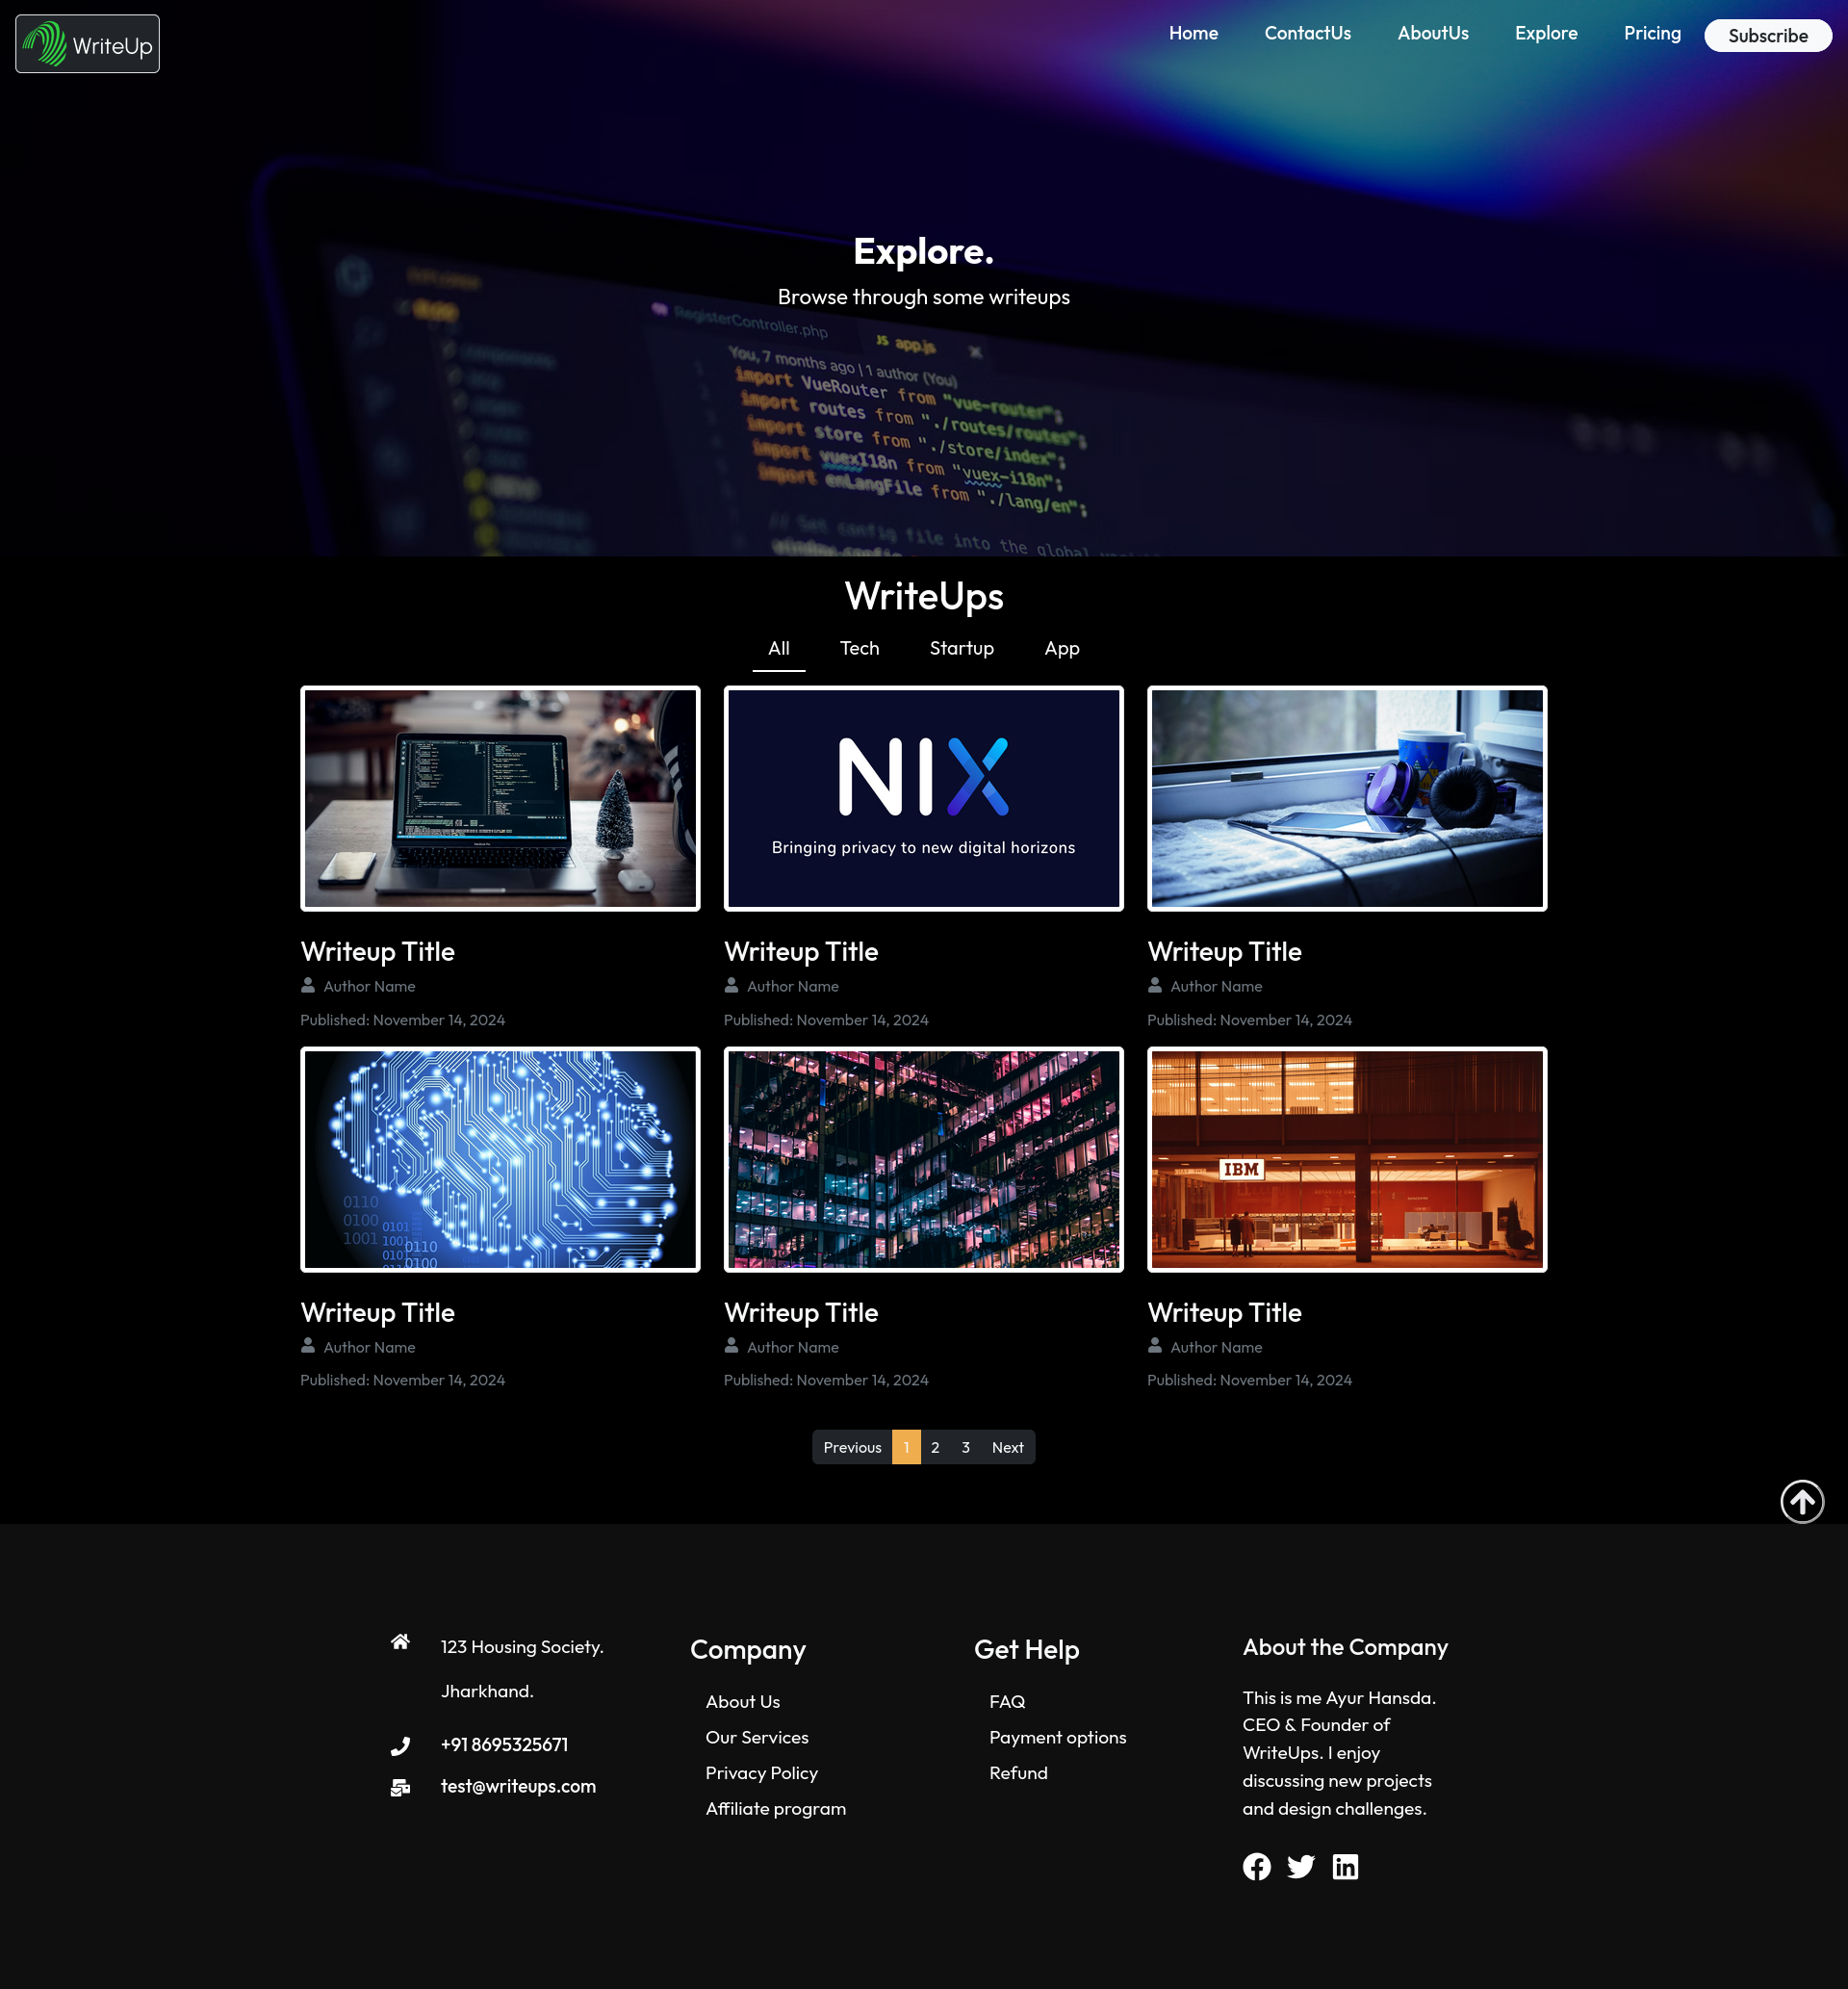 WriteUp
Home ContactUs AboutUs Explore Pricing Subscribe
Explore.
Browse through some writeups
RegisterController.php
JS app.js
You, 7 months ago | 1 author (You)
import VueRouter from "vue-router";
import routes from "./routes/routes";
import store from "./store/index";
import vuexI18n from "vuex-i18n";
import enLangFile from "./lang/en";
// Set config file into the global
WriteUps
All Tech Startup App
NIX
Bringing privacy to new digital horizons
Writeup Title Writeup Title Writeup Title
Author Name Author Name Author Name
Published: November 14, 2024 Published: November 14, 2024 Published: November 14, 2024
0110
0100
1001
0101
1001
0101
0110
0100
IBM
Writeup Title Writeup Title Writeup Title
Author Name Author Name Author Name
Published: November 14, 2024 Published: November 14, 2024 Published: November 14, 2024
Previous 1 2 3 Next
123 Housing Society.
Jharkhand.
+91 8695325671
test@writeups.com
Company
About Us
Our Services
Privacy Policy
Affiliate program
Get Help
FAQ
Payment options
Refund
About the Company
This is me Ayur Hansda.
CEO & Founder of
WriteUps. I enjoy
discussing new projects
and design challenges.